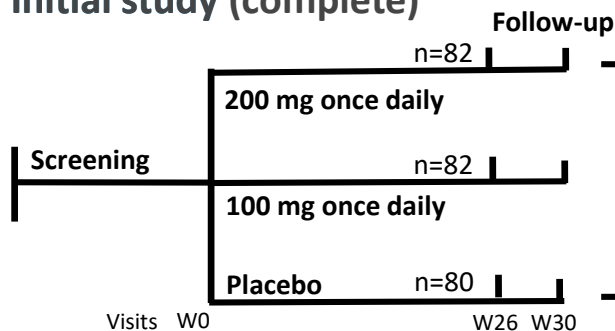 Initial study (complete)
Follow-up
n=82
200 mg once daily
Screening
n=82
100 mg once daily
Placebo
n=80
Visits W0 W26 W30